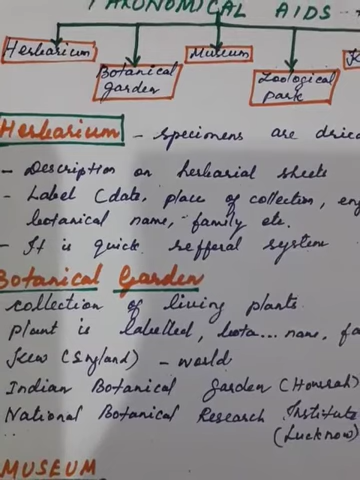 TAXONOMICAL AIDS -
Herbarium
Botanical garden
Museum
Zoological park
Herbarium - specimens are dried
- Description on herbarial sheets
- Label (date, place of collection, eng
botanical name, family etc.
- It is quick refferal system
Botanical Garden
collection of living plants.
plant is labelled, bota... name, fa
Kew (England) - world
Indian Botanical Garden (Howrah)
National Botanical Research Institute
(Lucknow)
MUSEUM